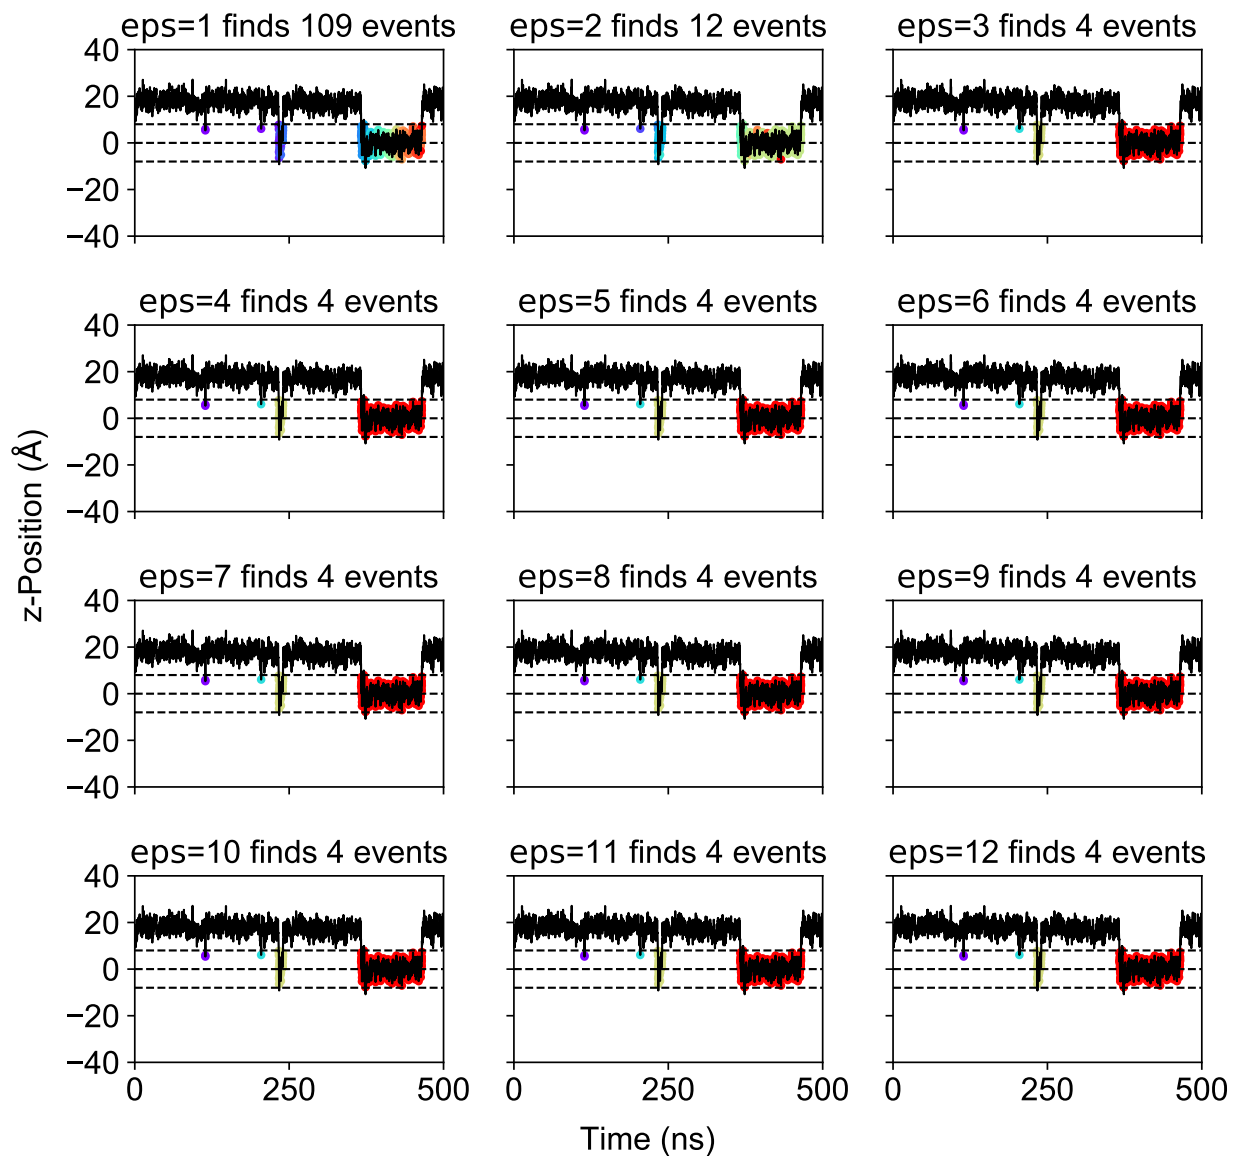 eps=1 finds 109 events
eps=2 finds 12 events
eps=3 finds 4 events
40
20
0
−20
−40
eps=4 finds 4 events
eps=5 finds 4 events
eps=6 finds 4 events
40
20
0
−20
−40
z-Position (Å)
eps=7 finds 4 events
eps=8 finds 4 events
eps=9 finds 4 events
40
20
0
−20
−40
eps=10 finds 4 events
eps=11 finds 4 events
eps=12 finds 4 events
40
20
0
−20
−40
0 250 500
0 250 500
0 250 500
Time (ns)